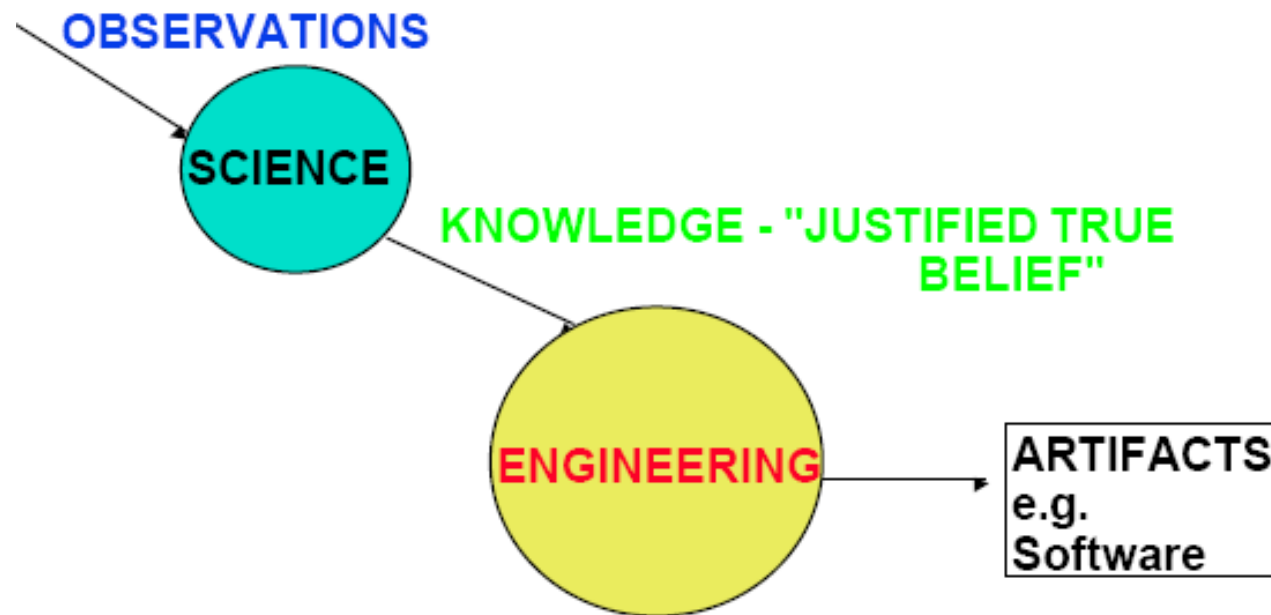 OBSERVATIONS
SCIENCE
KNOWLEDGE - "JUSTIFIED TRUE
BELIEF"
ENGINEERING
ARTIFACTS
e.g.
Software